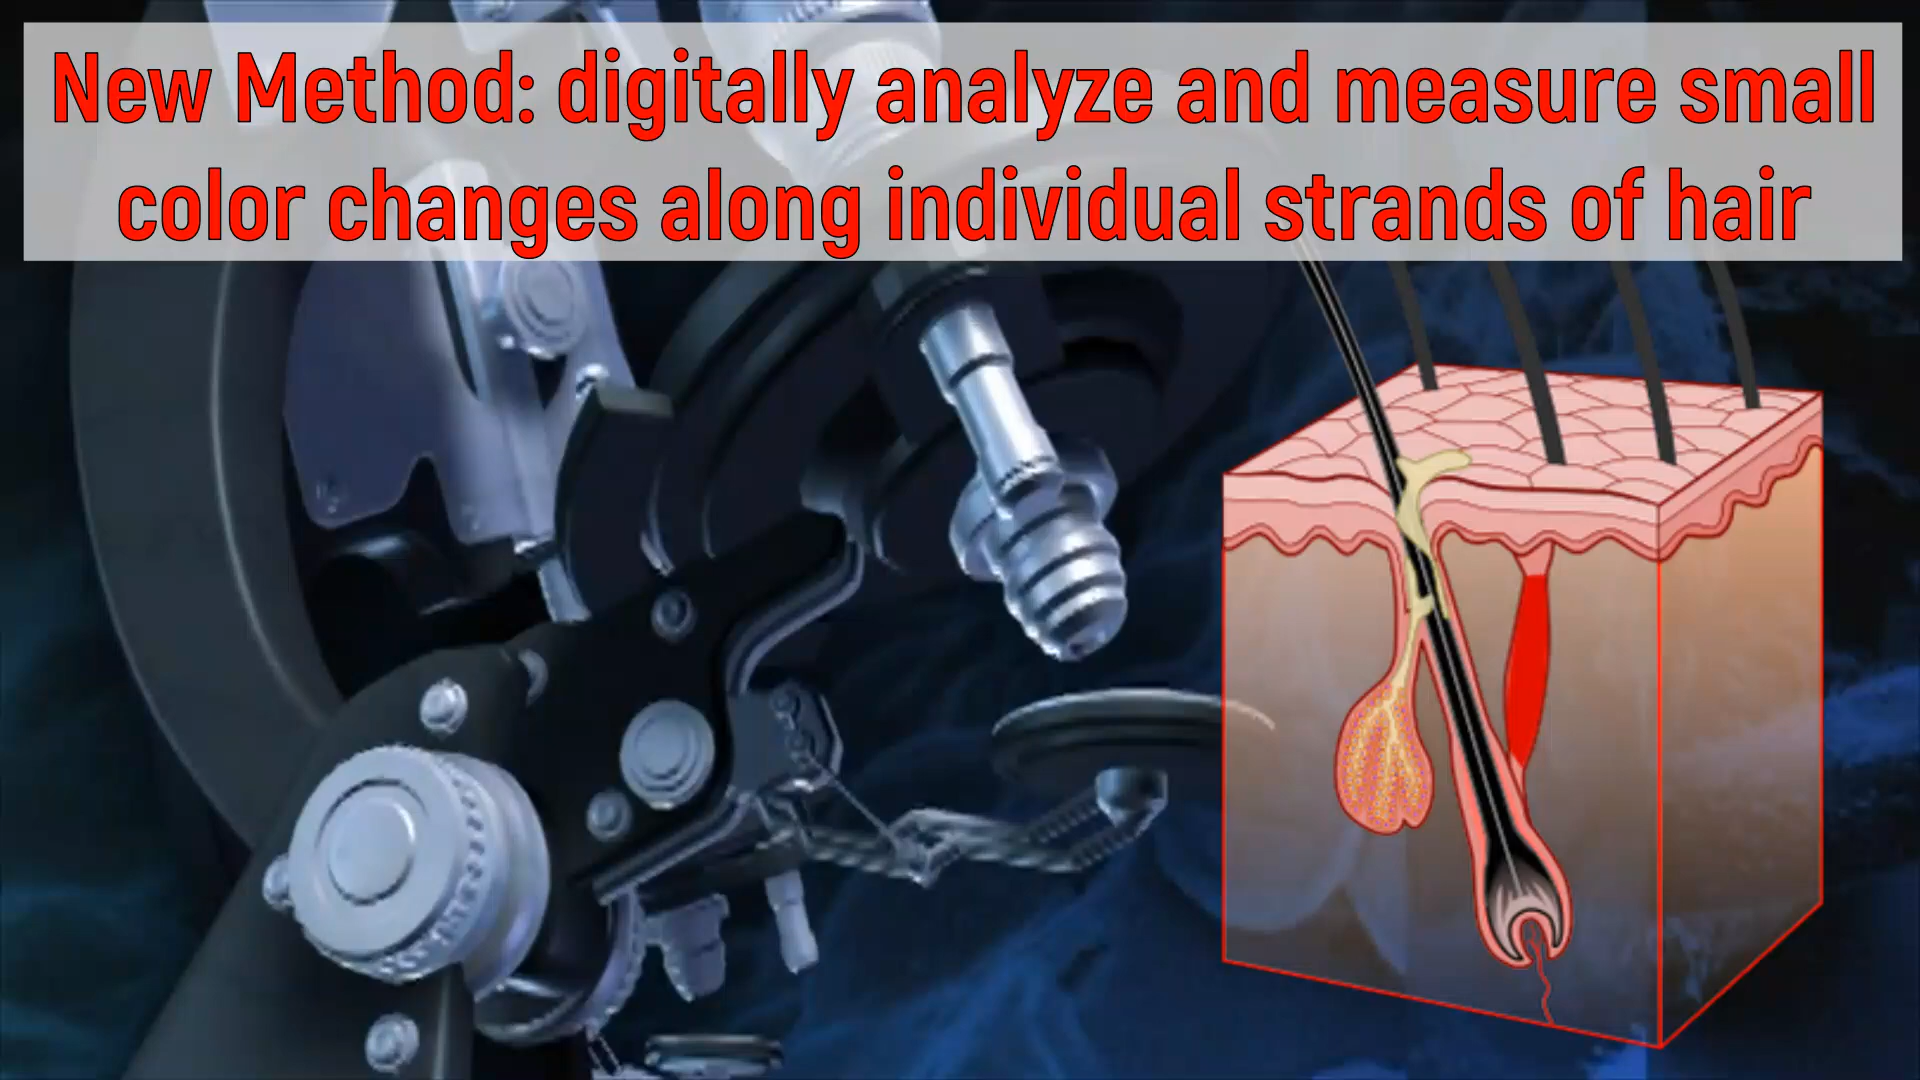 New Method: digitally analyze and measure small
color changes along individual strands of hair